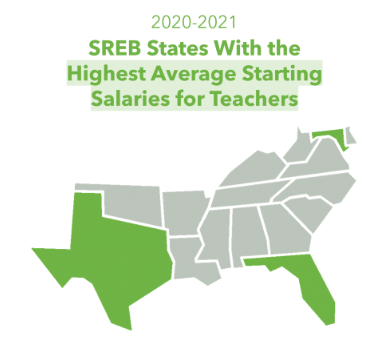 2020-2021
SREB States With the
Highest Average Starting
Salaries for Teachers